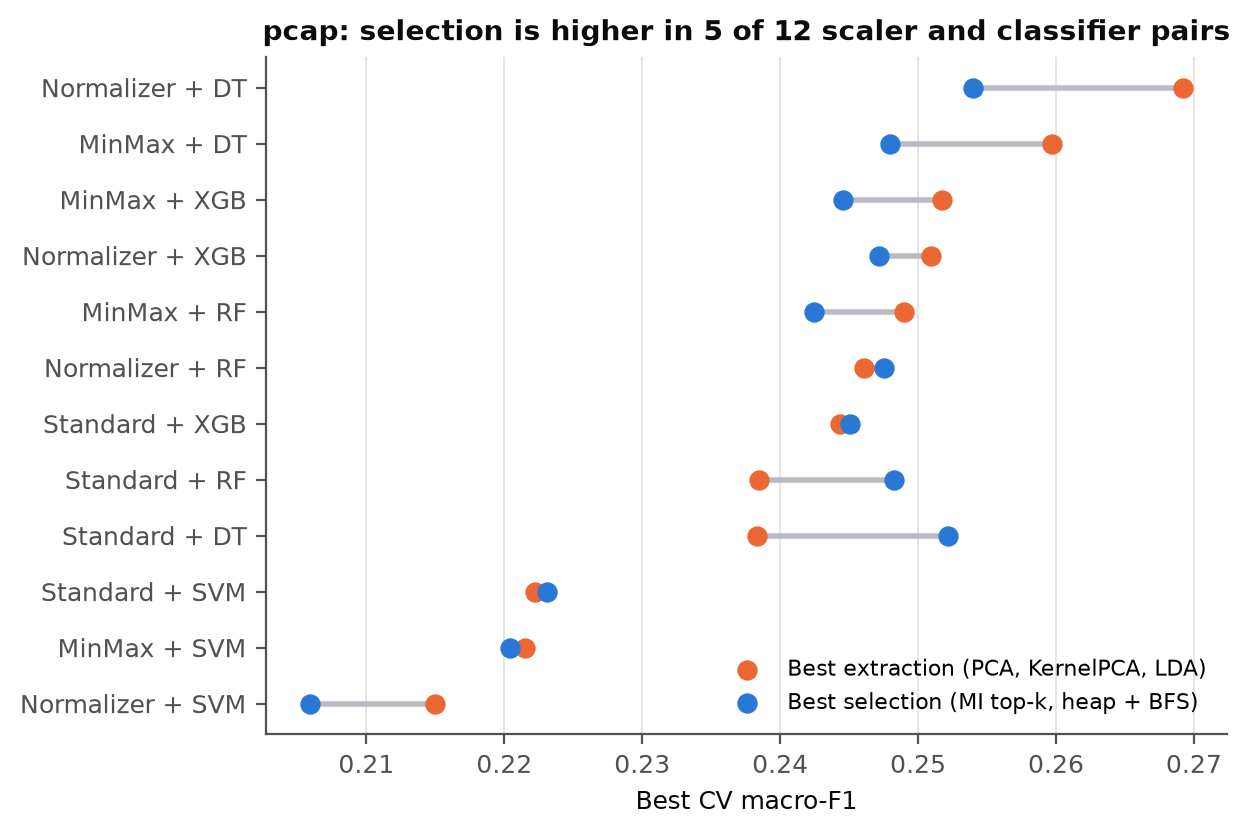 pcap: selection is higher in 5 of 12 scaler and classifier pairs
Normalizer + DT
MinMax + DT
MinMax + XGB
Normalizer + XGB
MinMax + RF
Normalizer + RF
Standard + XGB
Standard + RF
Standard + DT
Standard + SVM
MinMax + SVM
Normalizer + SVM
Best extraction (PCA, KernelPCA, LDA)
Best selection (MI top-k, heap + BFS)
0.21 0.22 0.23 0.24 0.25 0.26 0.27
Best CV macro-F1